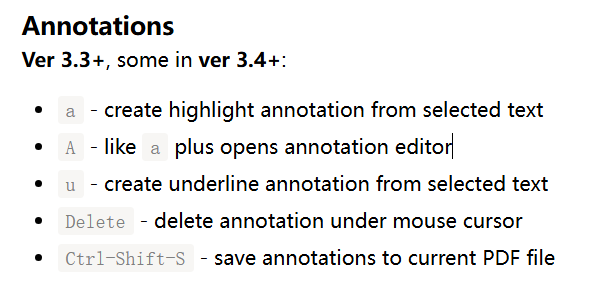 Annotations
Ver 3.3+, some in ver 3.4+:
• a - create highlight annotation from selected text
• A - like a plus opens annotation editor
• u - create underline annotation from selected text
• Delete - delete annotation under mouse cursor
• Ctrl-Shift-S - save annotations to current PDF file